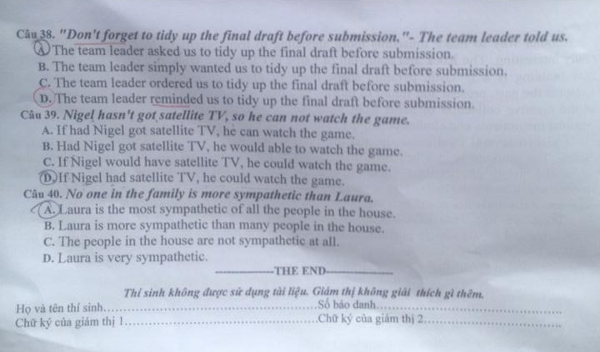 Câu 38. "Don't forget to tidy up the final draft before submission."- The team leader told us.
A. The team leader asked us to tidy up the final draft before submission.
B. The team leader simply wanted us to tidy up the final draft before submission.
C. The team leader ordered us to tidy up the final draft before submission.
D. The team leader reminded us to tidy up the final draft before submission.
Câu 39. Nigel hasn't got satellite TV, so he can not watch the game.
A. If had Nigel got satellite TV, he can watch the game.
B. Had Nigel got satellite TV, he would able to watch the game.
C. If Nigel would have satellite TV, he could watch the game.
D. If Nigel had satellite TV, he could watch the game.
Câu 40. No one in the family is more sympathetic than Laura.
A. Laura is the most sympathetic of all the people in the house.
B. Laura is more sympathetic than many people in the house.
C. The people in the house are not sympathetic at all.
D. Laura is very sympathetic.
----------------THE END----------------
Thí sinh không được sử dụng tài liệu. Giám thị không giải thích gì thêm.
Họ và tên thí sinh.............................................Số báo danh.............................................
Chữ ký của giám thị 1.............................................Chữ ký của giám thị 2.............................................